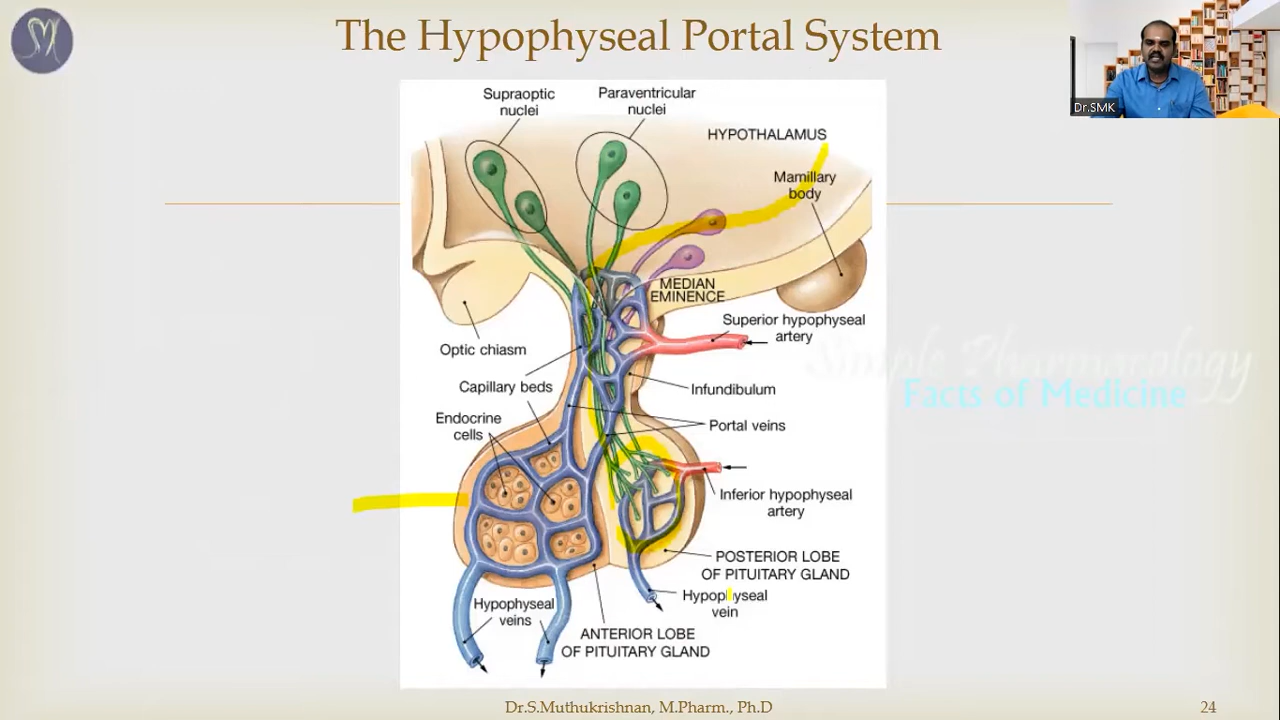 The Hypophyseal Portal System
Dr.SMK
Supraoptic
nuclei
Paraventricular
nuclei
HYPOTHALAMUS
Mamillary
body
MEDIAN
EMINENCE
Superior hypophyseal
artery
Optic chiasm
Simple Pharmacology
Facts of Medicine
Capillary beds
Infundibulum
Endocrine
cells
Portal veins
Inferior hypophyseal
artery
POSTERIOR LOBE
OF PITUITARY GLAND
Hypophyseal
vein
Hypophyseal
veins
ANTERIOR LOBE
OF PITUITARY GLAND
Dr.S.Muthukrishnan, M.Pharm., Ph.D
24